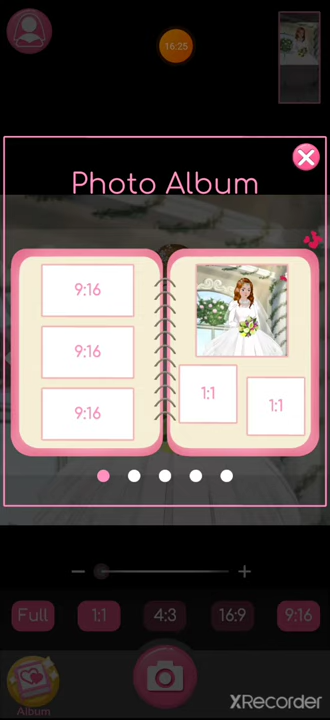 16:25
Photo Album
9:16
9:16
9:16
1:1
1:1
− +
Full 1:1 4:3 16:9 9:16
Album
XRecorder